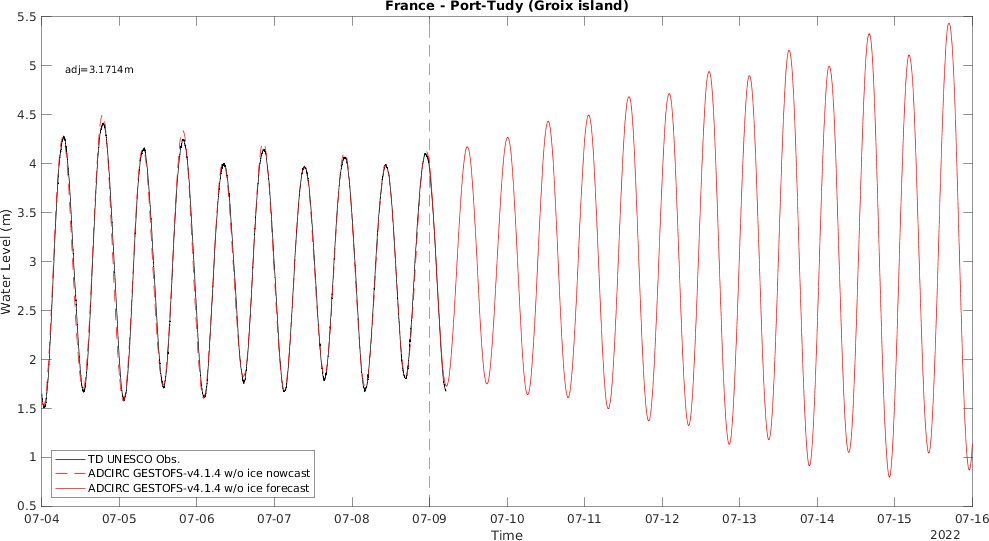 France - Port-Tudy (Groix island)
adj=3.1714m
Water Level (m)
5.5
5
4.5
4
3.5
3
2.5
2
1.5
1
0.5
TD UNESCO Obs.
ADCIRC GESTOFS-v4.1.4 w/o ice nowcast
ADCIRC GESTOFS-v4.1.4 w/o ice forecast
07-04 07-05 07-06 07-07 07-08 07-09 07-10 07-11 07-12 07-13 07-14 07-15 07-16
Time
2022